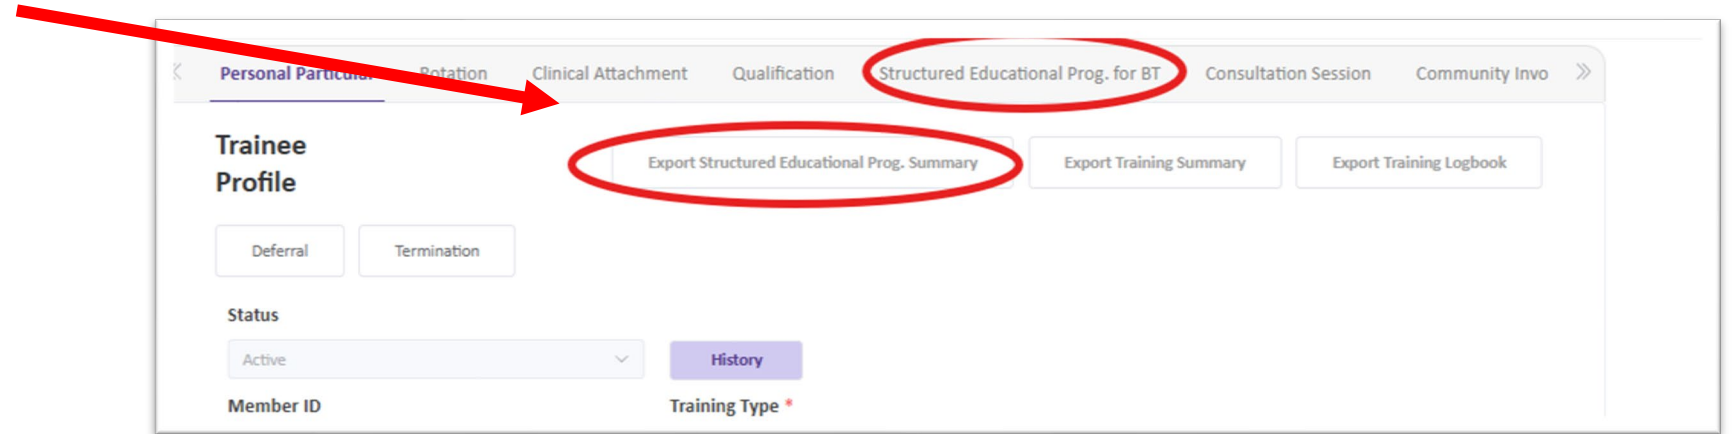 Personal Particular Rotation Clinical Attachment Qualification Structured Educational Prog. for BT Consultation Session Community Invo
Trainee
Profile
Export Structured Educational Prog. Summary Export Training Summary Export Training Logbook
Deferral Termination
Status
Active
History
Member ID Training Type *